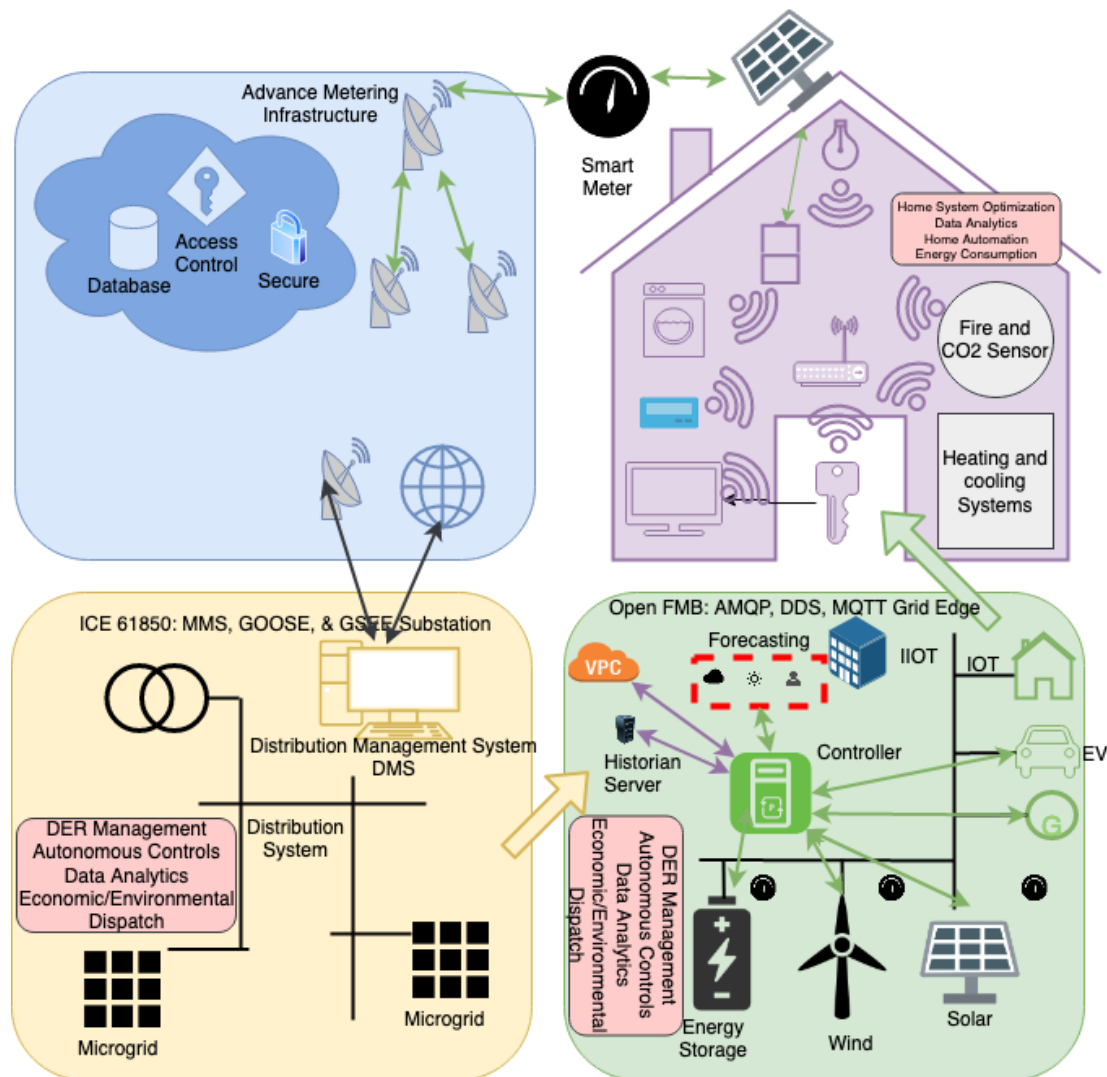 Advance Metering
Infrastructure
Access
Control
Database
Secure
Smart
Meter
Home System Optimization
Data Analytics
Home Automation
Energy Consumption
Fire and
CO2 Sensor
Heating and
cooling
Systems
ICE 61850: MMS, GOOSE, & GSEE Substation
Distribution Management System
DMS
Distribution
System
DER Management
Autonomous Controls
Data Analytics
Economic/Environmental
Dispatch
Microgrid
Microgrid
Open FMB: AMQP, DDS, MQTT Grid Edge
Forecasting
VPC
IIOT
IOT
Historian
Server
Controller
EV
G
DER Management
Autonomous Controls
Data Analytics
Economic/Environmental
Dispatch
Energy
Storage
Wind
Solar